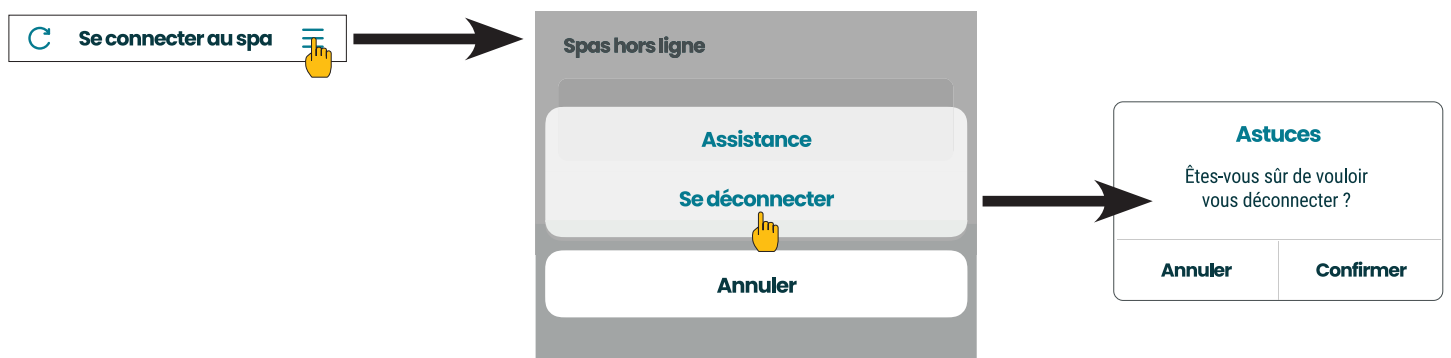 Se connecter au spa
Spas hors ligne
Assistance
Se déconnecter
Annuler
Astuces
Êtes-vous sûr de vouloir
vous déconnecter ?
Annuler
Confirmer